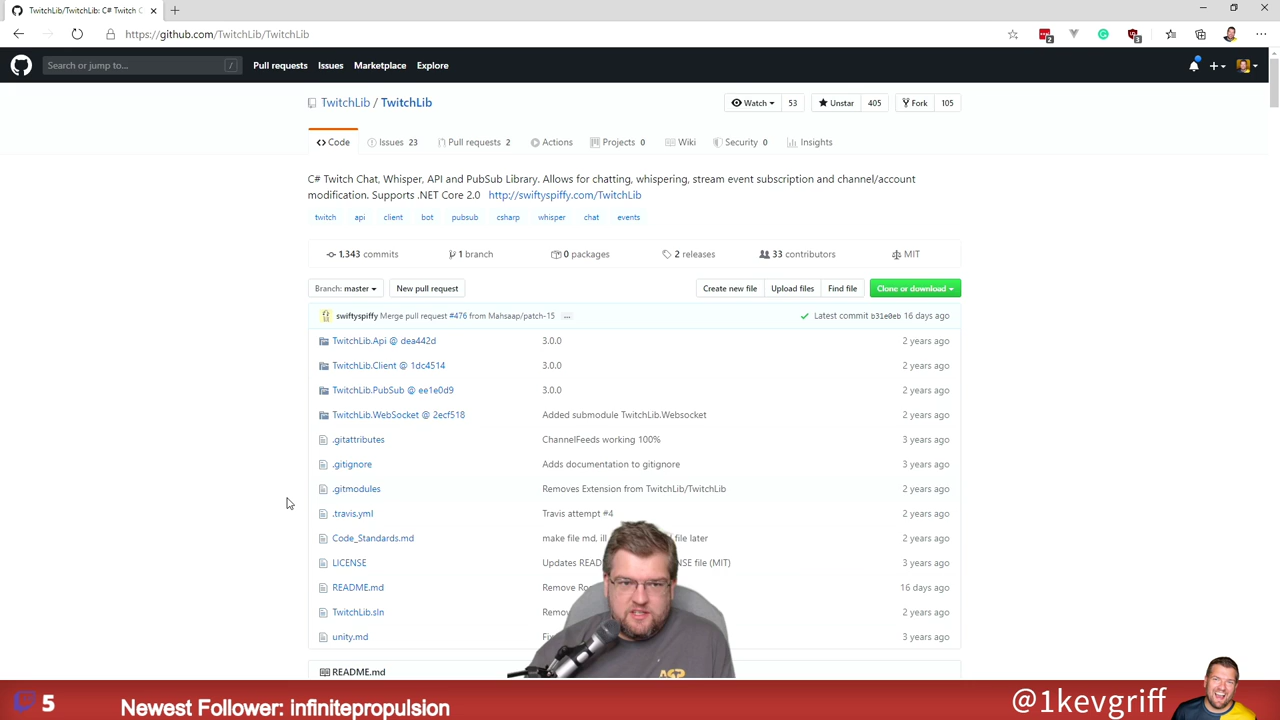 TwitchLib/TwitchLib: C# Twitch C
https://github.com/TwitchLib/TwitchLib
2
3
Search or jump to...
/
Pull requests
Issues
Marketplace
Explore
TwitchLib / TwitchLib
Watch 53
Unstar 405
Fork 105
Code
Issues 23
Pull requests 2
Actions
Projects 0
Wiki
Security 0
Insights
C# Twitch Chat, Whisper, API and PubSub Library. Allows for chatting, whispering, stream event subscription and channel/account
modification. Supports .NET Core 2.0 http://swiftyspiffy.com/TwitchLib
twitch api client bot pubsub csharp whisper chat events
1,343 commits
1 branch
0 packages
2 releases
33 contributors
MIT
Branch: master
New pull request
Create new file
Upload files
Find file
Clone or download
swiftyspiffy Merge pull request #476 from Mahsaap/patch-15 ...
Latest commit b31e0eb 16 days ago
TwitchLib.Api @ dea442d 3.0.0 2 years ago
TwitchLib.Client @ 1dc4514 3.0.0 2 years ago
TwitchLib.PubSub @ ee1e0d9 3.0.0 2 years ago
TwitchLib.WebSocket @ 2ecf518 Added submodule TwitchLib.Websocket 2 years ago
.gitattributes ChannelFeeds working 100% 3 years ago
.gitignore Adds documentation to gitignore 3 years ago
.gitmodules Removes Extension from TwitchLib/TwitchLib 2 years ago
.travis.yml Travis attempt #4 2 years ago
Code_Standards.md make file md, ill file later 2 years ago
LICENSE Updates file (MIT) 3 years ago
README.md Remove 16 days ago
TwitchLib.sln 2 years ago
unity.md 3 years ago
README.md
5
Newest Follower: infinitepropulsion
@1kevgriff